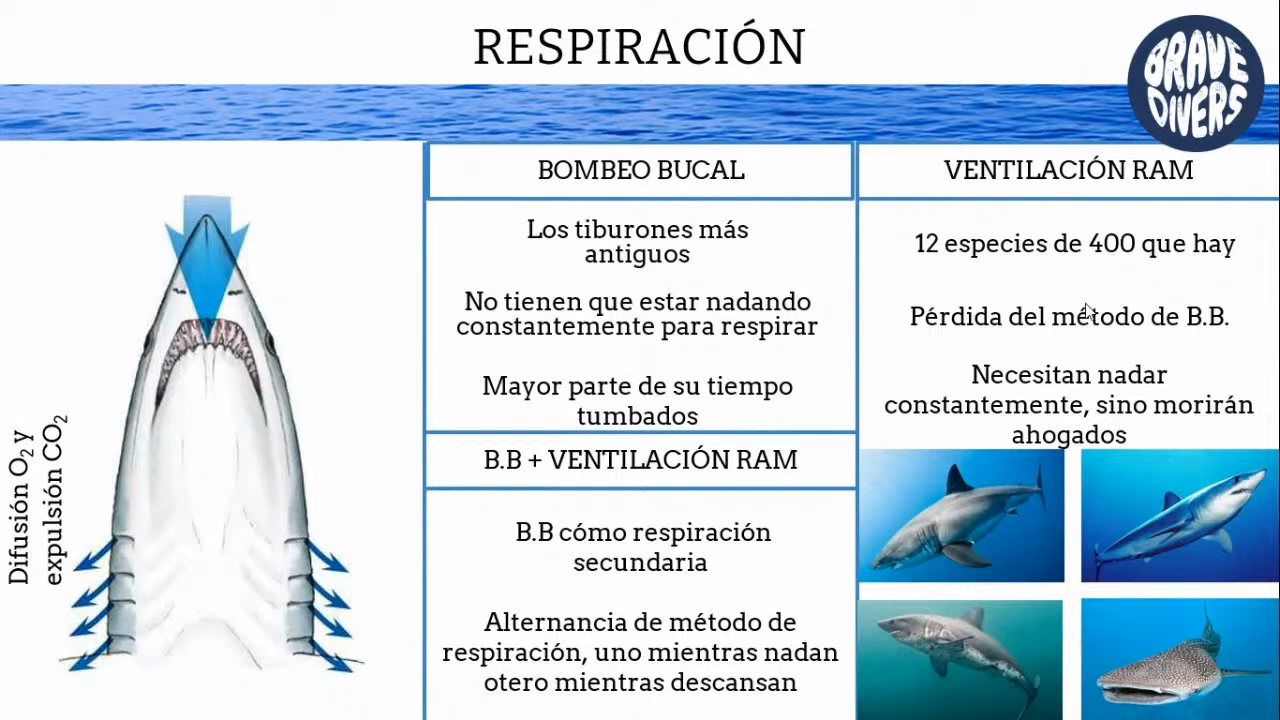 RESPIRACIÓN
BRAVE
DIVERS
Difusión O₂ y
expulsión CO₂
BOMBEO BUCAL
Los tiburones más
antiguos
No tienen que estar nadando
constantemente para respirar
Mayor parte de su tiempo
tumbados
B.B + VENTILACIÓN RAM
B.B cómo respiración
secundaria
Alternancia de método de
respiración, uno mientras nadan
otero mientras descansan
VENTILACIÓN RAM
12 especies de 400 que hay
Pérdida del método de B.B.
Necesitan nadar
constantemente, sino morirán
ahogados